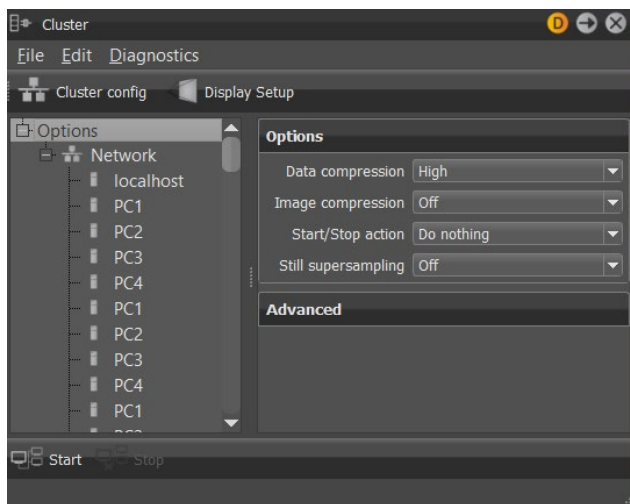 Cluster
D
File Edit Diagnostics
Cluster config Display Setup
Options
Network
localhost
PC1
PC2
PC3
PC4
PC1
PC2
PC3
PC4
PC1
Options
Data compression High
Image compression Off
Start/Stop action Do nothing
Still supersampling Off
Advanced
Start Stop